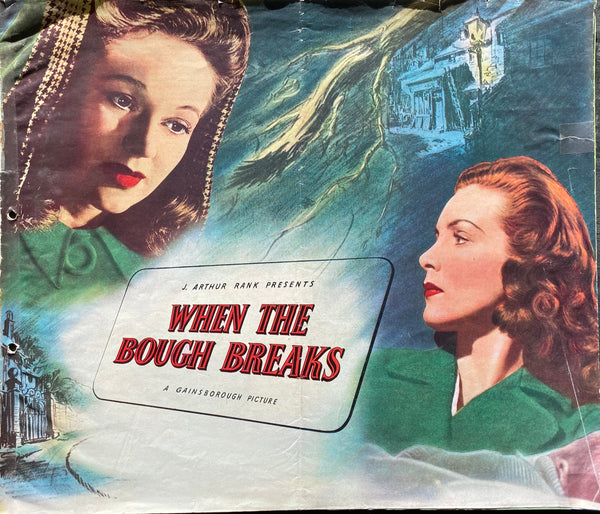 J. ARTHUR RANK PRESENTS
WHEN THE
BOUGH BREAKS
A GAINSBOROUGH PICTURE